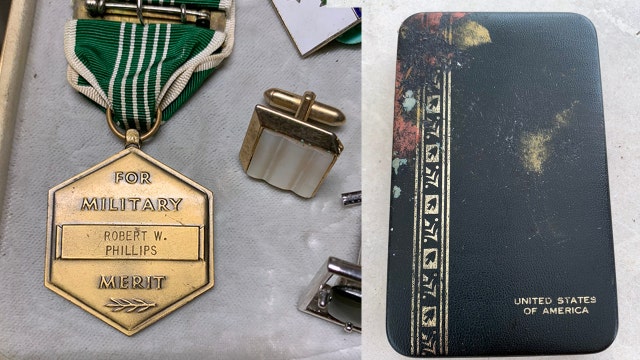 FOR
MILITARY
ROBERT W.
PHILLIPS
MERIT
UNITED STATES
OF AMERICA